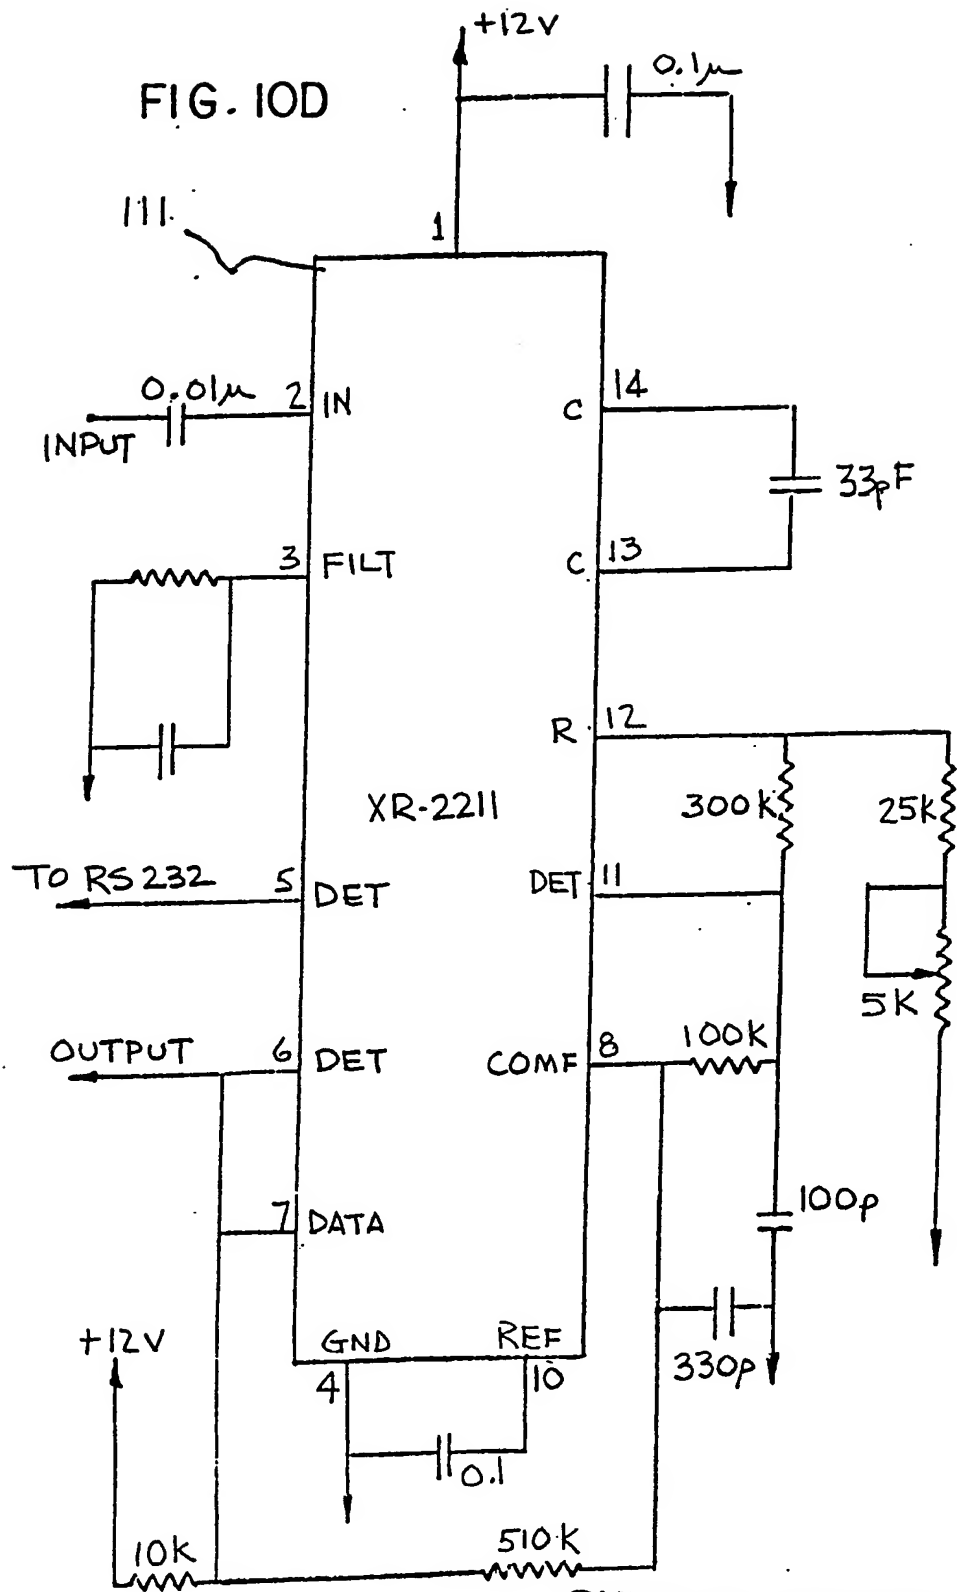 +12V
0.1μ
FIG. 10D
111.
1
0.01μ
2 IN
INPUT
C 14
33pF
C 13
3 FILT
R 12
XR-2211
300K
25K
TO RS 232
5 DET
DET 11
5K
OUTPUT
6 DET
COMF 8
100K
7 DATA
100p
+12V
GND
REF
4
10
330p
0.1
10K
510K